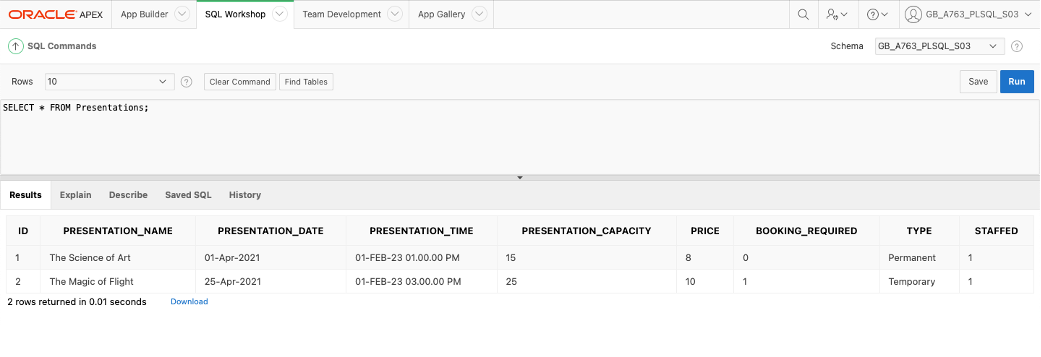 ORACLE APEX App Builder SQL Workshop Team Development App Gallery GB_A763_PLSQL_S03
SQL Commands Schema GB_A763_PLSQL_S03
Rows 10 Clear Command Find Tables Save Run
SELECT * FROM Presentations;
Results Explain Describe Saved SQL History
ID PRESENTATION_NAME PRESENTATION_DATE PRESENTATION_TIME PRESENTATION_CAPACITY PRICE BOOKING_REQUIRED TYPE STAFFED
1 The Science of Art 01-Apr-2021 01-FEB-23 01.00.00 PM 15 8 0 Permanent 1
2 The Magic of Flight 25-Apr-2021 01-FEB-23 03.00.00 PM 25 10 1 Temporary 1
2 rows returned in 0.01 seconds Download